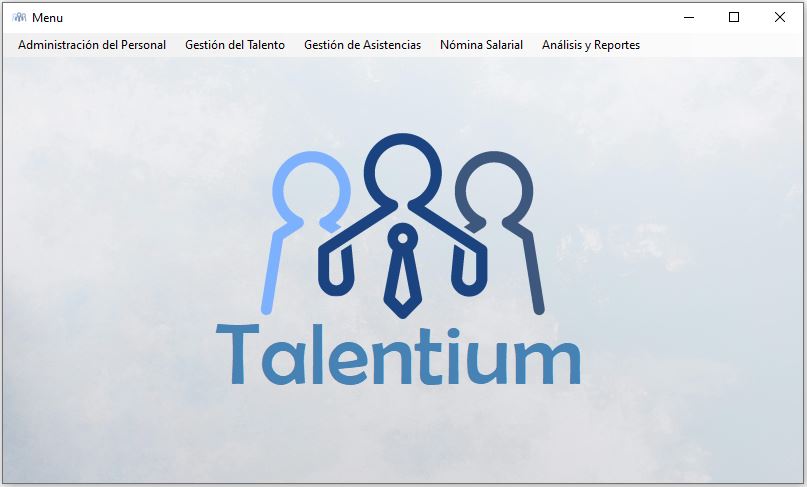 Menu
Administración del Personal Gestión del Talento Gestión de Asistencias Nómina Salarial Análisis y Reportes
Talentium